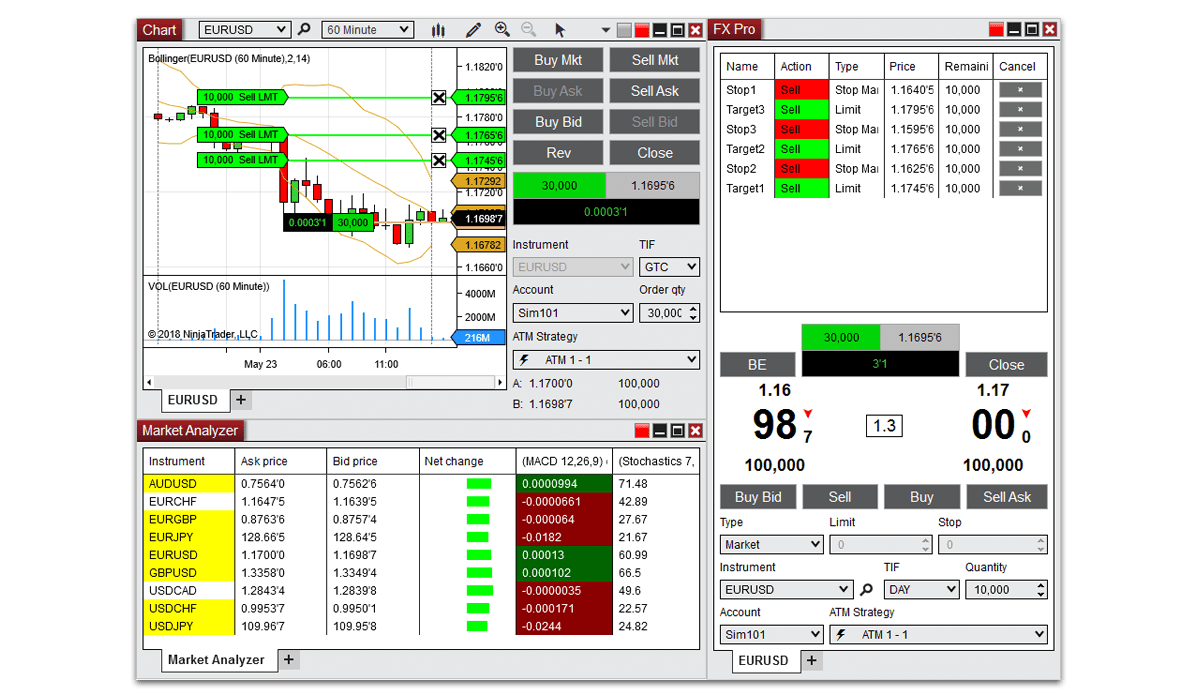 Chart EURUSD 60 Minute
Bollinger(EURUSD (60 Minute),2,14)
1.1820'0
10,000 Sell LMT 1.1795'6
1.1780'0
10,000 Sell LMT 1.1765'6
10,000 Sell LMT 1.1745'6
1.17292
1.1720'0
0.0003'1 30,000 1.1698'7
1.16782
1.1660'0
VOL(EURUSD (60 Minute))
4000M
2000M
© 2018 NinjaTrader, LLC 216M
May 23 06:00 11:00
EURUSD +
Buy Mkt Sell Mkt
Buy Ask Sell Ask
Buy Bid Sell Bid
Rev Close
30,000 1.1695'6
0.0003'1
Instrument TIF
EURUSD GTC
Account Order qty
Sim101 30,000
ATM Strategy
ATM 1 - 1
A: 1.1700'0 100,000
B: 1.1698'7 100,000
Market Analyzer
Instrument Ask price Bid price Net change (MACD 12,26,9) (Stochastics 7,
AUDUSD 0.7564'0 0.7562'6 0.0000994 71.48
EURCHF 1.1647'5 1.1639'5 -0.0000661 42.89
EURGBP 0.8763'6 0.8757'4 -0.000064 27.67
EURJPY 128.66'5 128.64'5 -0.0182 21.67
EURUSD 1.1700'0 1.1698'7 0.00013 60.99
GBPUSD 1.3358'0 1.3349'4 0.000102 66.5
USDCAD 1.2843'4 1.2839'8 -0.0000035 49.6
USDCHF 0.9953'7 0.9950'1 -0.000171 22.57
USDJPY 109.96'7 109.95'8 -0.0244 24.82
Market Analyzer +
FX Pro
Name Action Type Price Remaini Cancel
Stop1 Sell Stop Mar 1.1640'5 10,000
Target3 Sell Limit 1.1795'6 10,000
Stop3 Sell Stop Mar 1.1595'6 10,000
Target2 Sell Limit 1.1765'6 10,000
Stop2 Sell Stop Mar 1.1625'6 10,000
Target1 Sell Limit 1.1745'6 10,000
30,000 1.1695'6
BE 3'1 Close
1.16 1.17
98 7 1.3 00 0
100,000 100,000
Buy Bid Sell Buy Sell Ask
Type Limit Stop
Market 0 0
Instrument TIF Quantity
EURUSD DAY 10,000
Account ATM Strategy
Sim101 ATM 1 - 1
EURUSD +